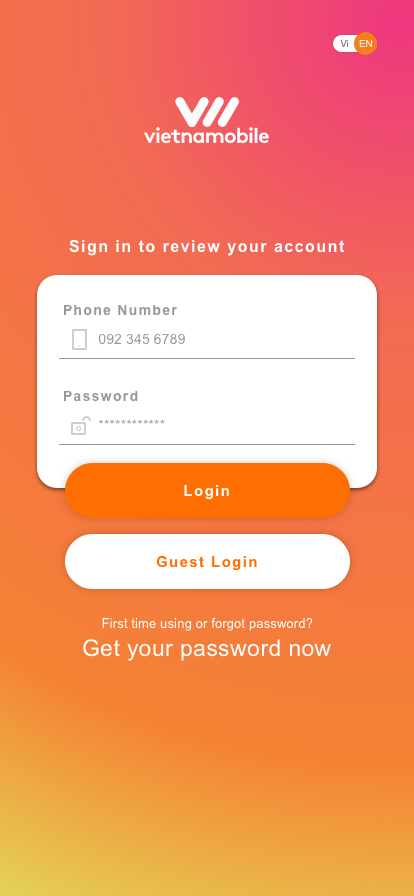 Vi EN
vietnamobile
Sign in to review your account
Phone Number
092 345 6789
Password
************
Login
Guest Login
First time using or forgot password?
Get your password now